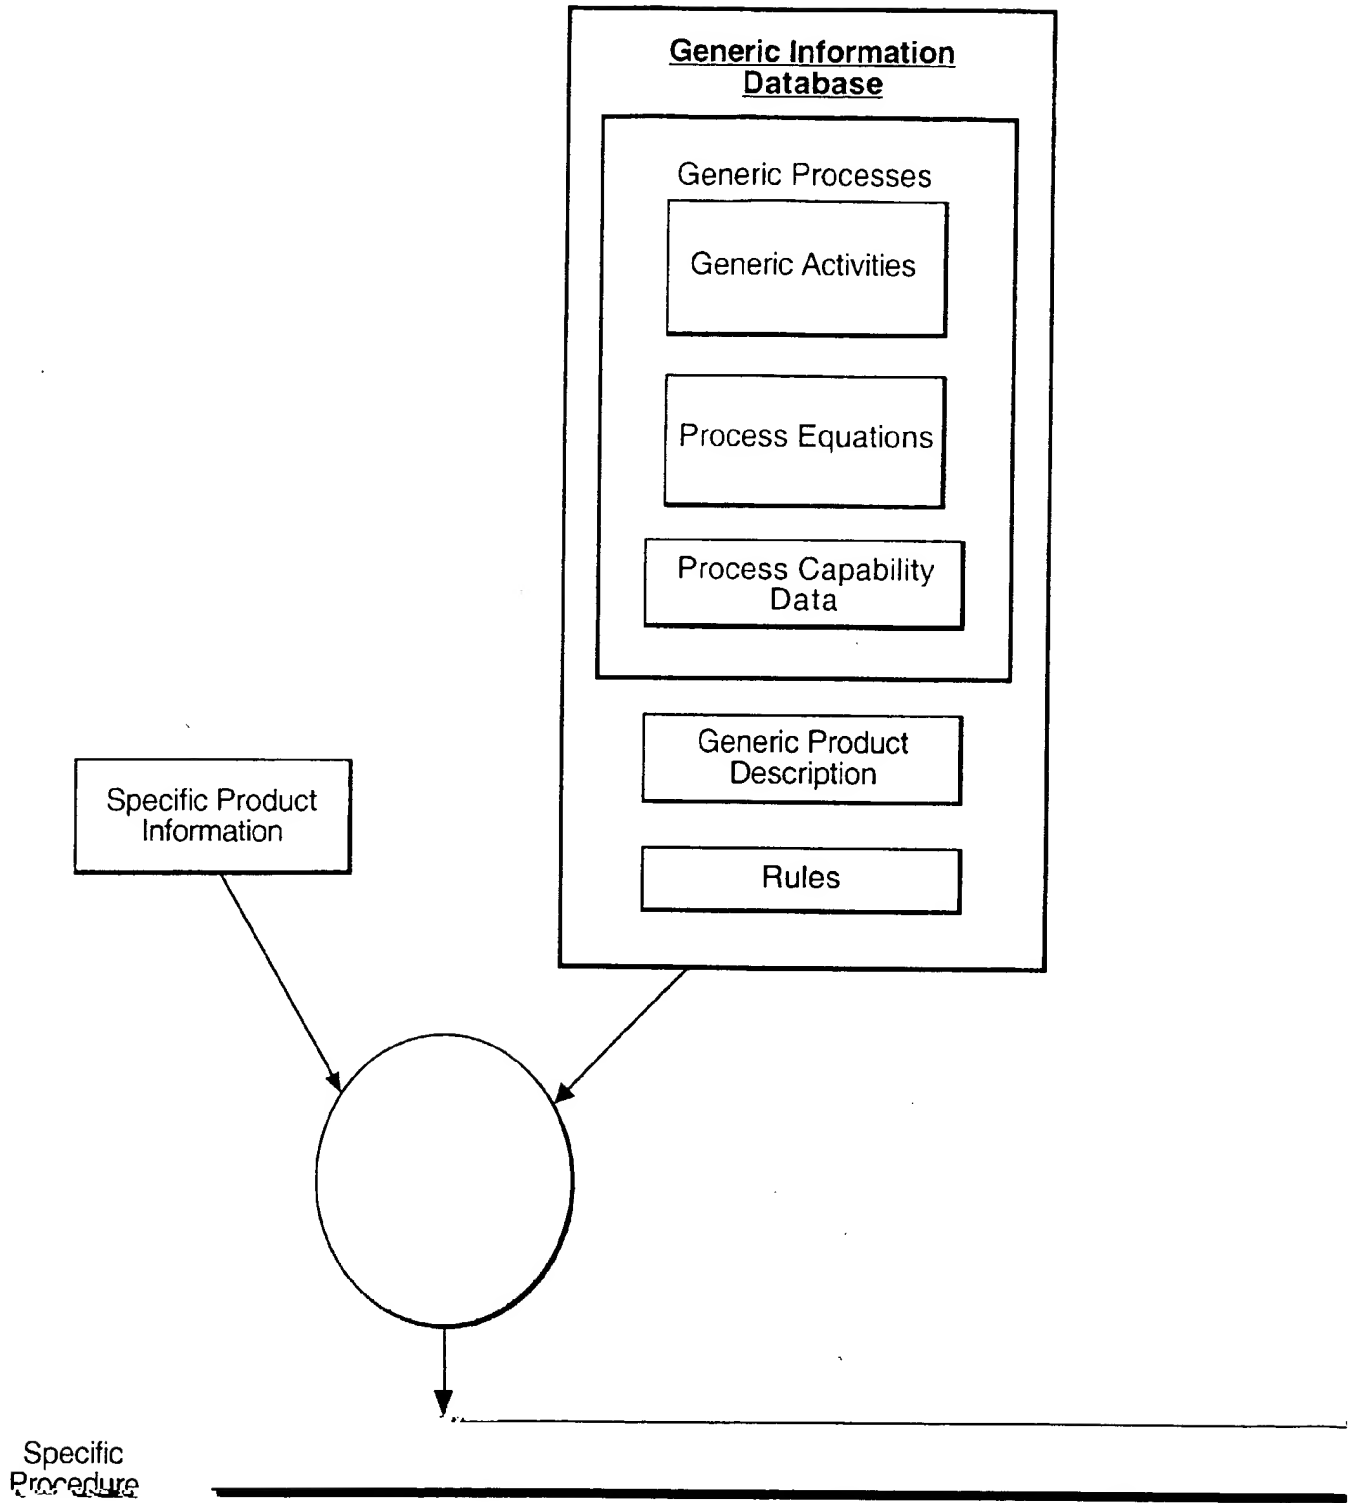 Generic Information
Database
Generic Processes
Generic Activities
Process Equations
Process Capability
Data
Generic Product
Description
Rules
Specific Product
Information
Specific
Procedure